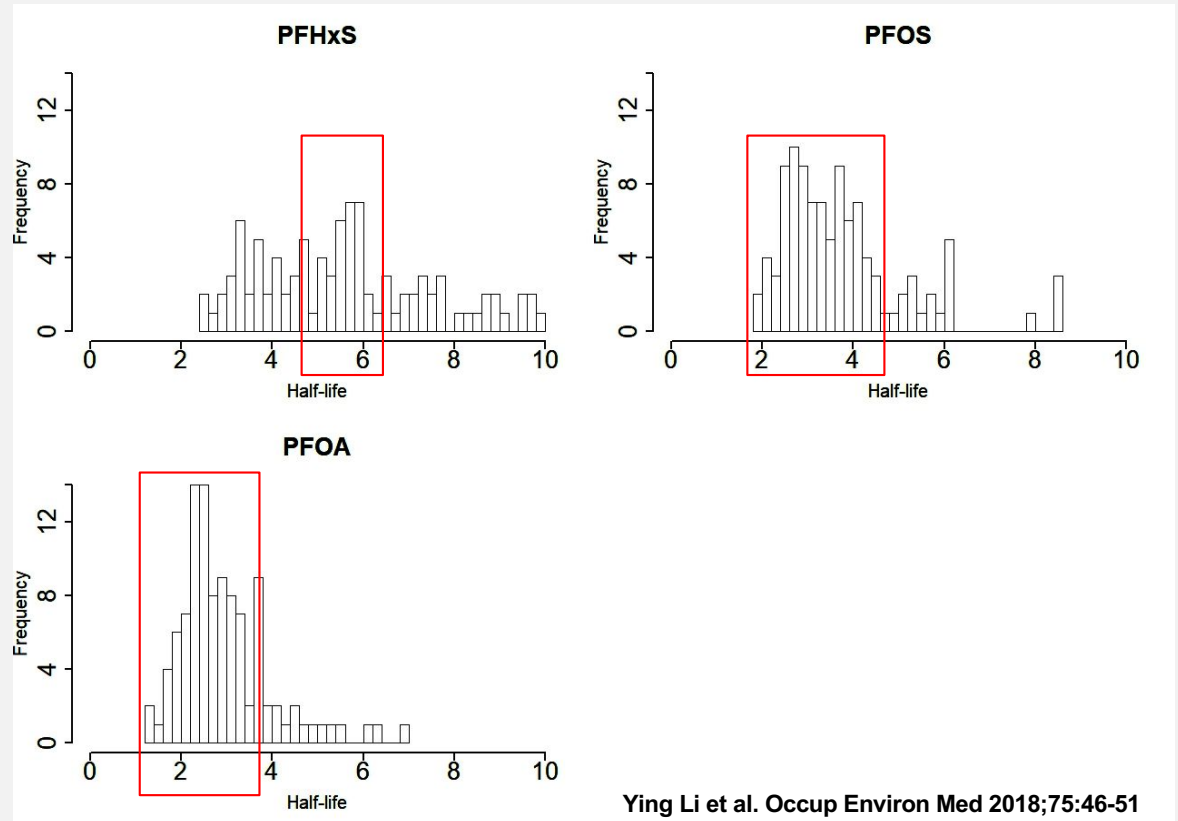 PFHxS
12
8
4
0
Frequency
0 2 4 6 8 10
Half-life
PFOS
12
8
4
0
Frequency
0 2 4 6 8 10
Half-life
PFOA
12
8
4
0
Frequency
0 2 4 6 8 10
Half-life
Ying Li et al. Occup Environ Med 2018;75:46-51